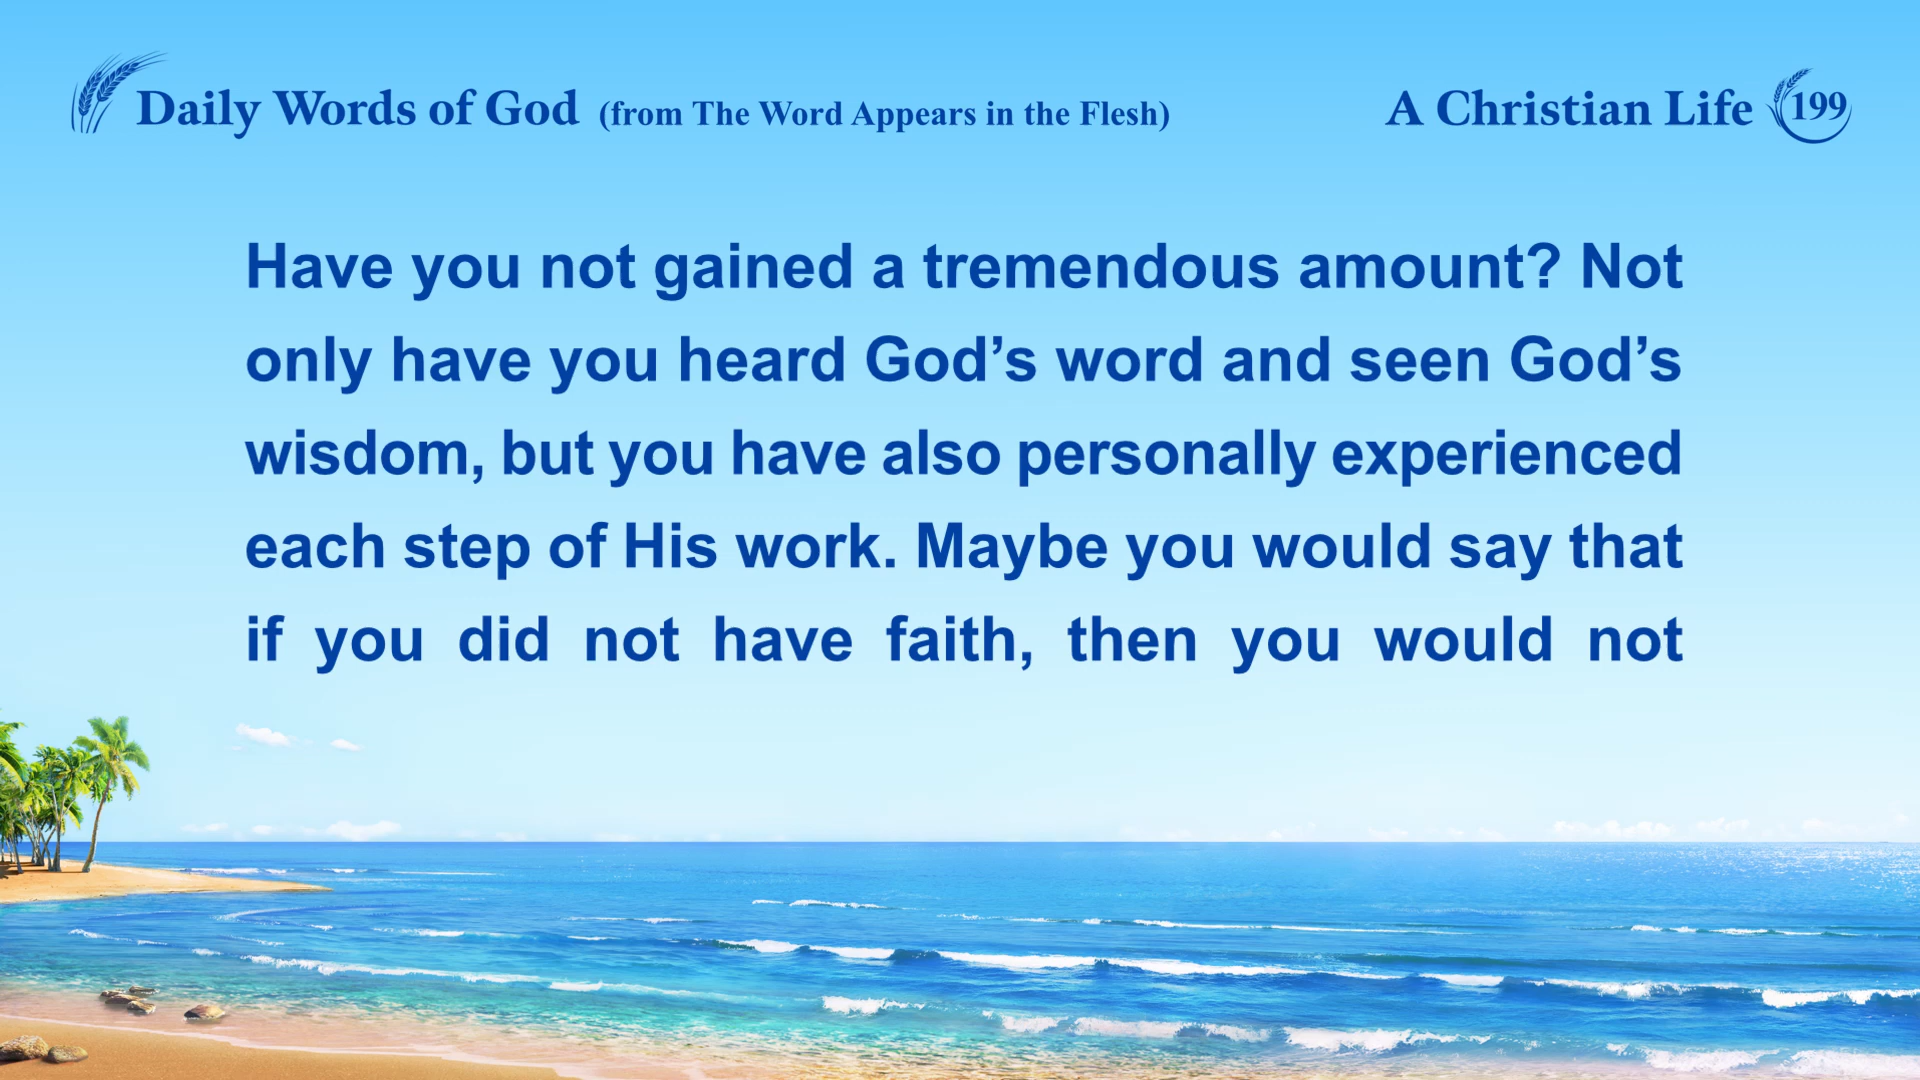 Daily Words of God (from The Word Appears in the Flesh)
A Christian Life 199
Have you not gained a tremendous amount? Not
only have you heard God’s word and seen God’s
wisdom, but you have also personally experienced
each step of His work. Maybe you would say that
if you did not have faith, then you would not